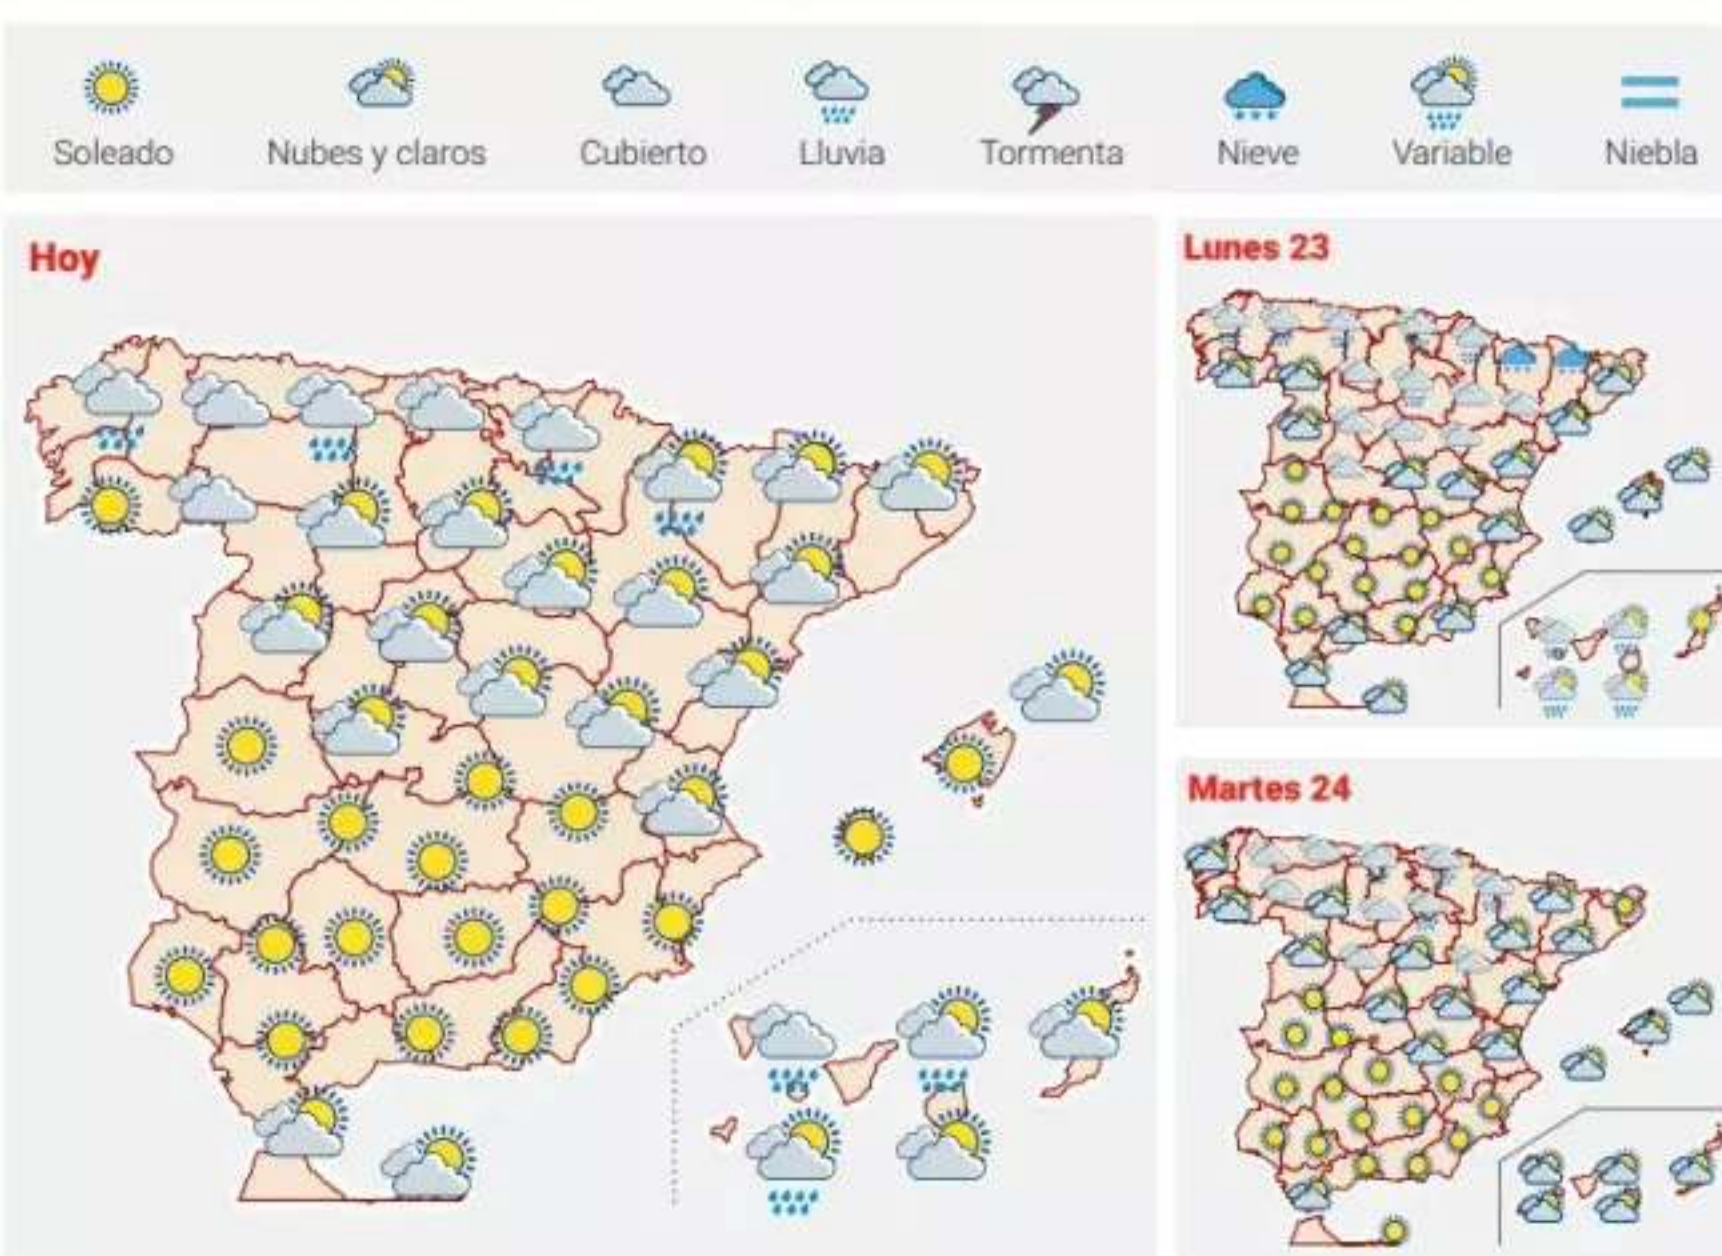 Soleado Nubes y claros Cubierto Lluvia Tormenta Nieve Variable Niebla
Hoy
Lunes 23
Martes 24